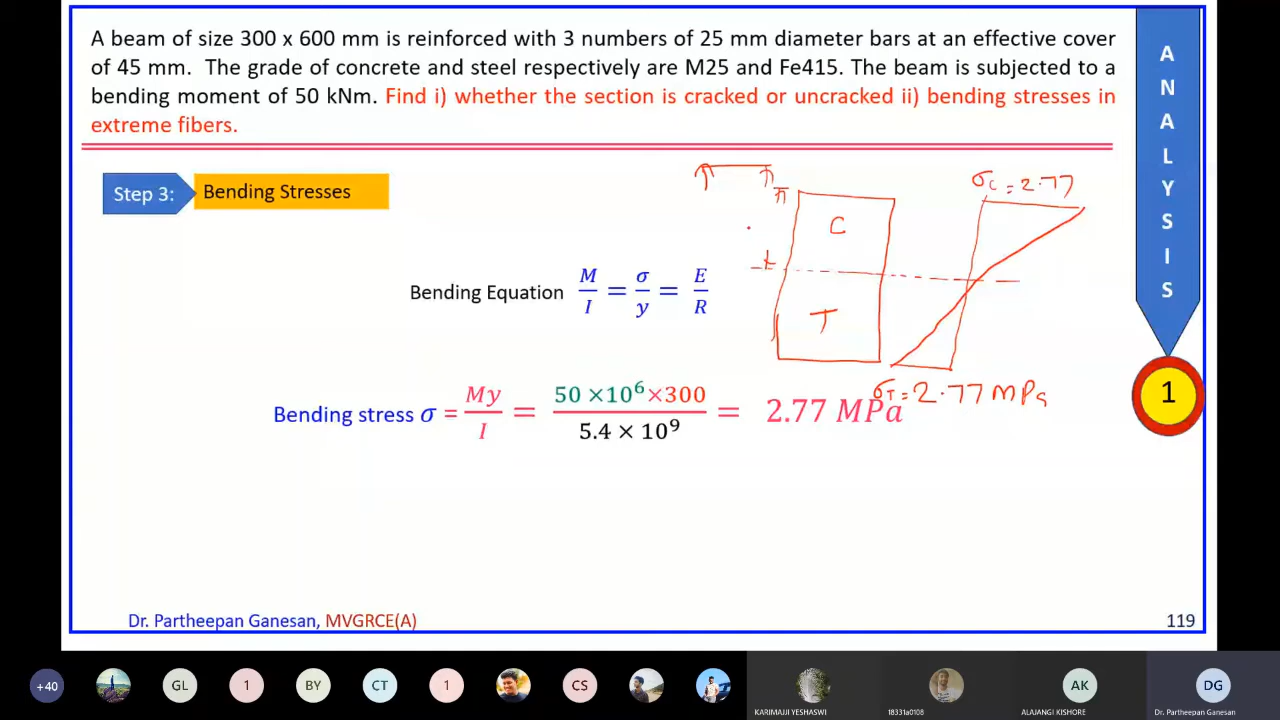 A beam of size 300 x 600 mm is reinforced with 3 numbers of 25 mm diameter bars at an effective cover
of 45 mm. The grade of concrete and steel respectively are M25 and Fe415. The beam is subjected to a
bending moment of 50 kNm. Find i) whether the section is cracked or uncracked ii) bending stresses in
extreme fibers.
ANALYSIS
1
Step 3: Bending Stresses
σc = 2.77
C
T
Bending Equation M/I = σ/y = E/R
σT = 2.77 MPa
Bending stress σ = My/I = 50 ×10⁶×300 / 5.4 × 10⁹ = 2.77 MPa
Dr. Partheepan Ganesan, MVGRCE(A)
119
+40
GL
1
BY
CT
1
CS
AK
DG
KARIMAJJI YESHASWI
18331a0108
ALAJANGI KISHORE
Dr. Partheepan Ganesan